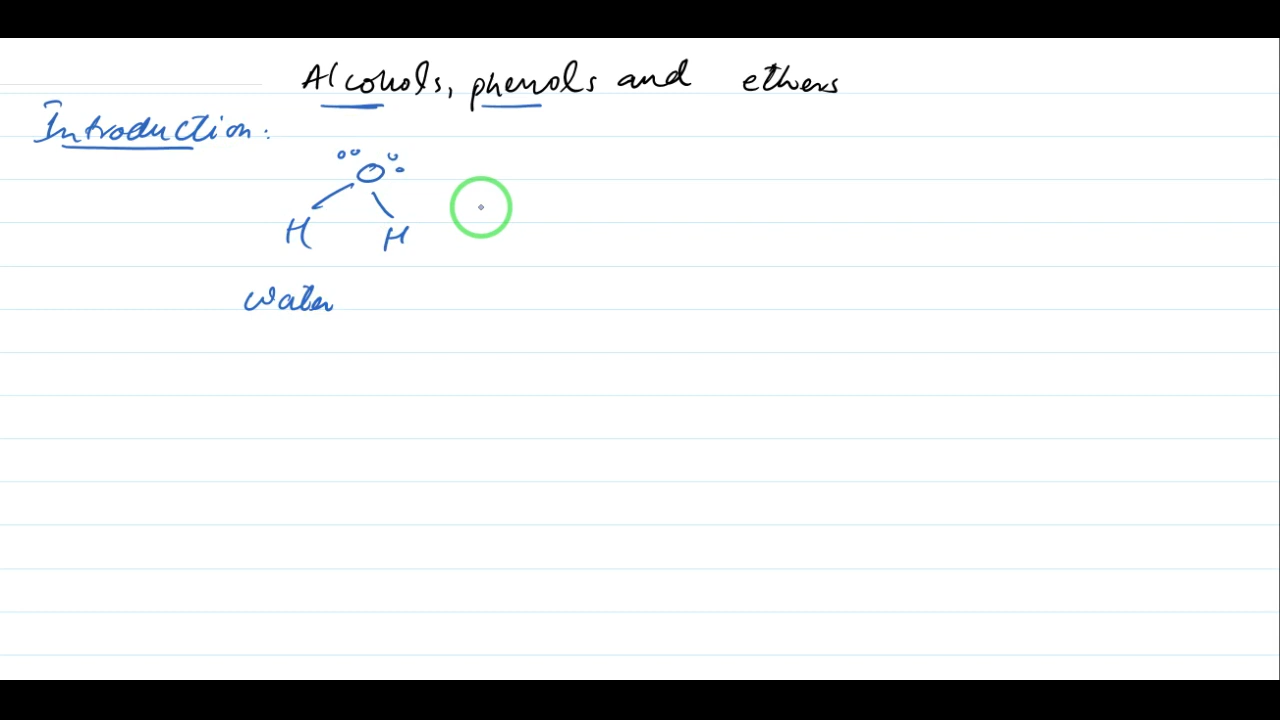 Alcohols, phenols and ethers
Introduction:
O
H H
water